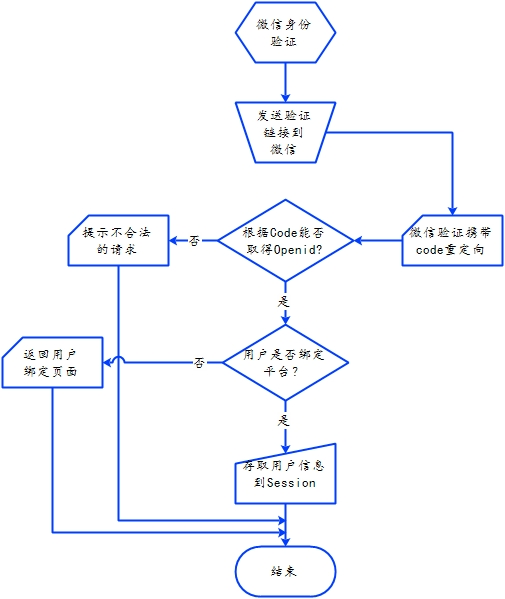 微信身份
验证
发送验证
链接到
微信
提示不合法
的请求
否
根据Code能否
取得Openid?
微信验证携带
code重定向
是
返回用户
绑定页面
否
用户是否绑定
平台?
是
存取用户信息
到Session
结束